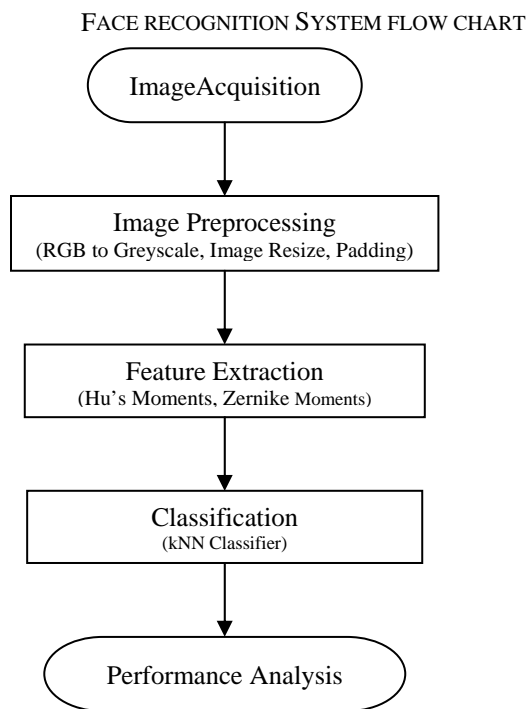 FACE RECOGNITION SYSTEM FLOW CHART
ImageAcquisition
Image Preprocessing
(RGB to Greyscale, Image Resize, Padding)
Feature Extraction
(Hu's Moments, Zernike Moments)
Classification
(kNN Classifier)
Performance Analysis